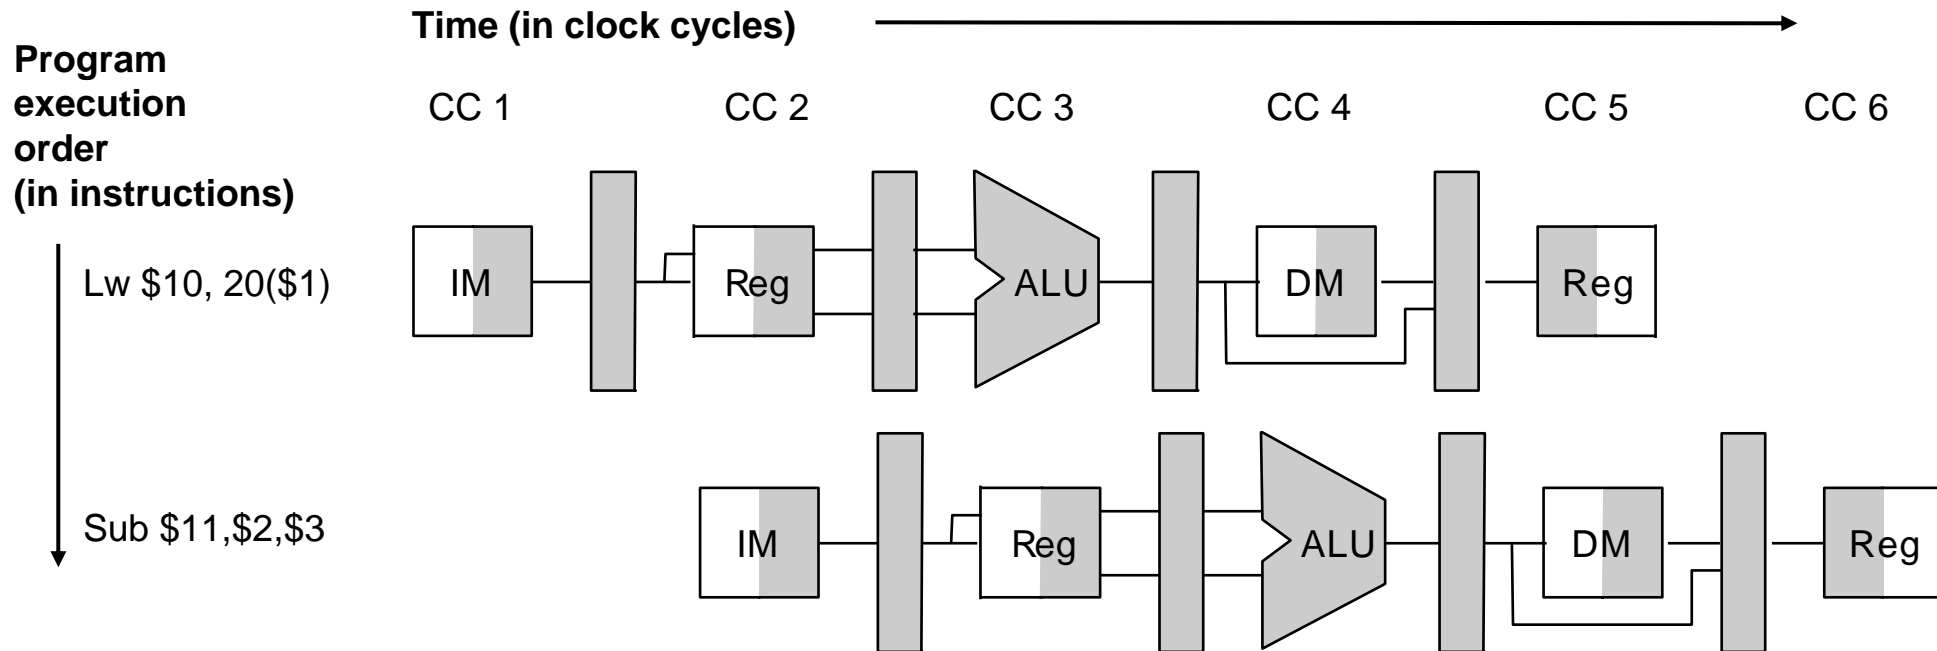 Time (in clock cycles)
Program
execution
order
(in instructions)
CC 1 CC 2 CC 3 CC 4 CC 5 CC 6
Lw $10, 20($1) IM Reg ALU DM Reg
Sub $11,$2,$3 IM Reg ALU DM Reg